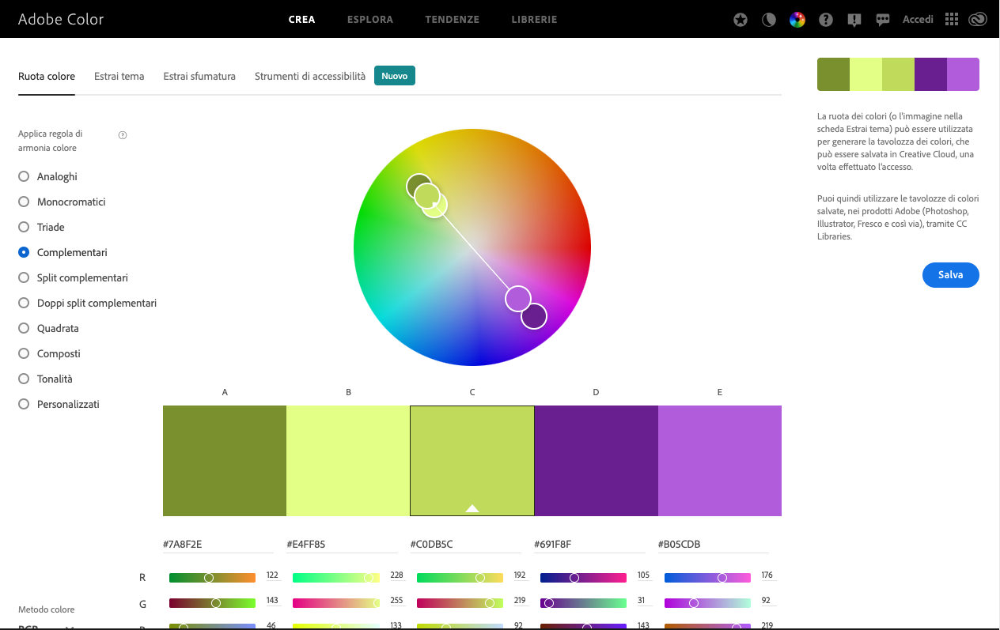 Adobe Color
CREA ESPLORA TENDENZE LIBRERIE
Accedi
Ruota colore Estrai tema Estrai sfumatura Strumenti di accessibilità Nuovo
Applica regola di
armonia colore
Analoghi
Monocromatici
Triade
Complementari
Split complementari
Doppi split complementari
Quadrata
Composti
Tonalità
Personalizzati
La ruota dei colori (o l'immagine nella
scheda Estrai tema) può essere utilizzata
per generare la tavolozza dei colori, che
può essere salvata in Creative Cloud, una
volta effettuato l'accesso.
Puoi quindi utilizzare le tavolozze di colori
salvate, nei prodotti Adobe (Photoshop,
Illustrator, Fresco e così via), tramite CC
Libraries.
Salva
A B C D E
#7A8F2E #E4FF85 #C0DB5C #691F8F #B05CDB
R 122 228 192 105 176
G 143 255 219 31 92
Metodo colore
RGB
B 46 133 92 143 219